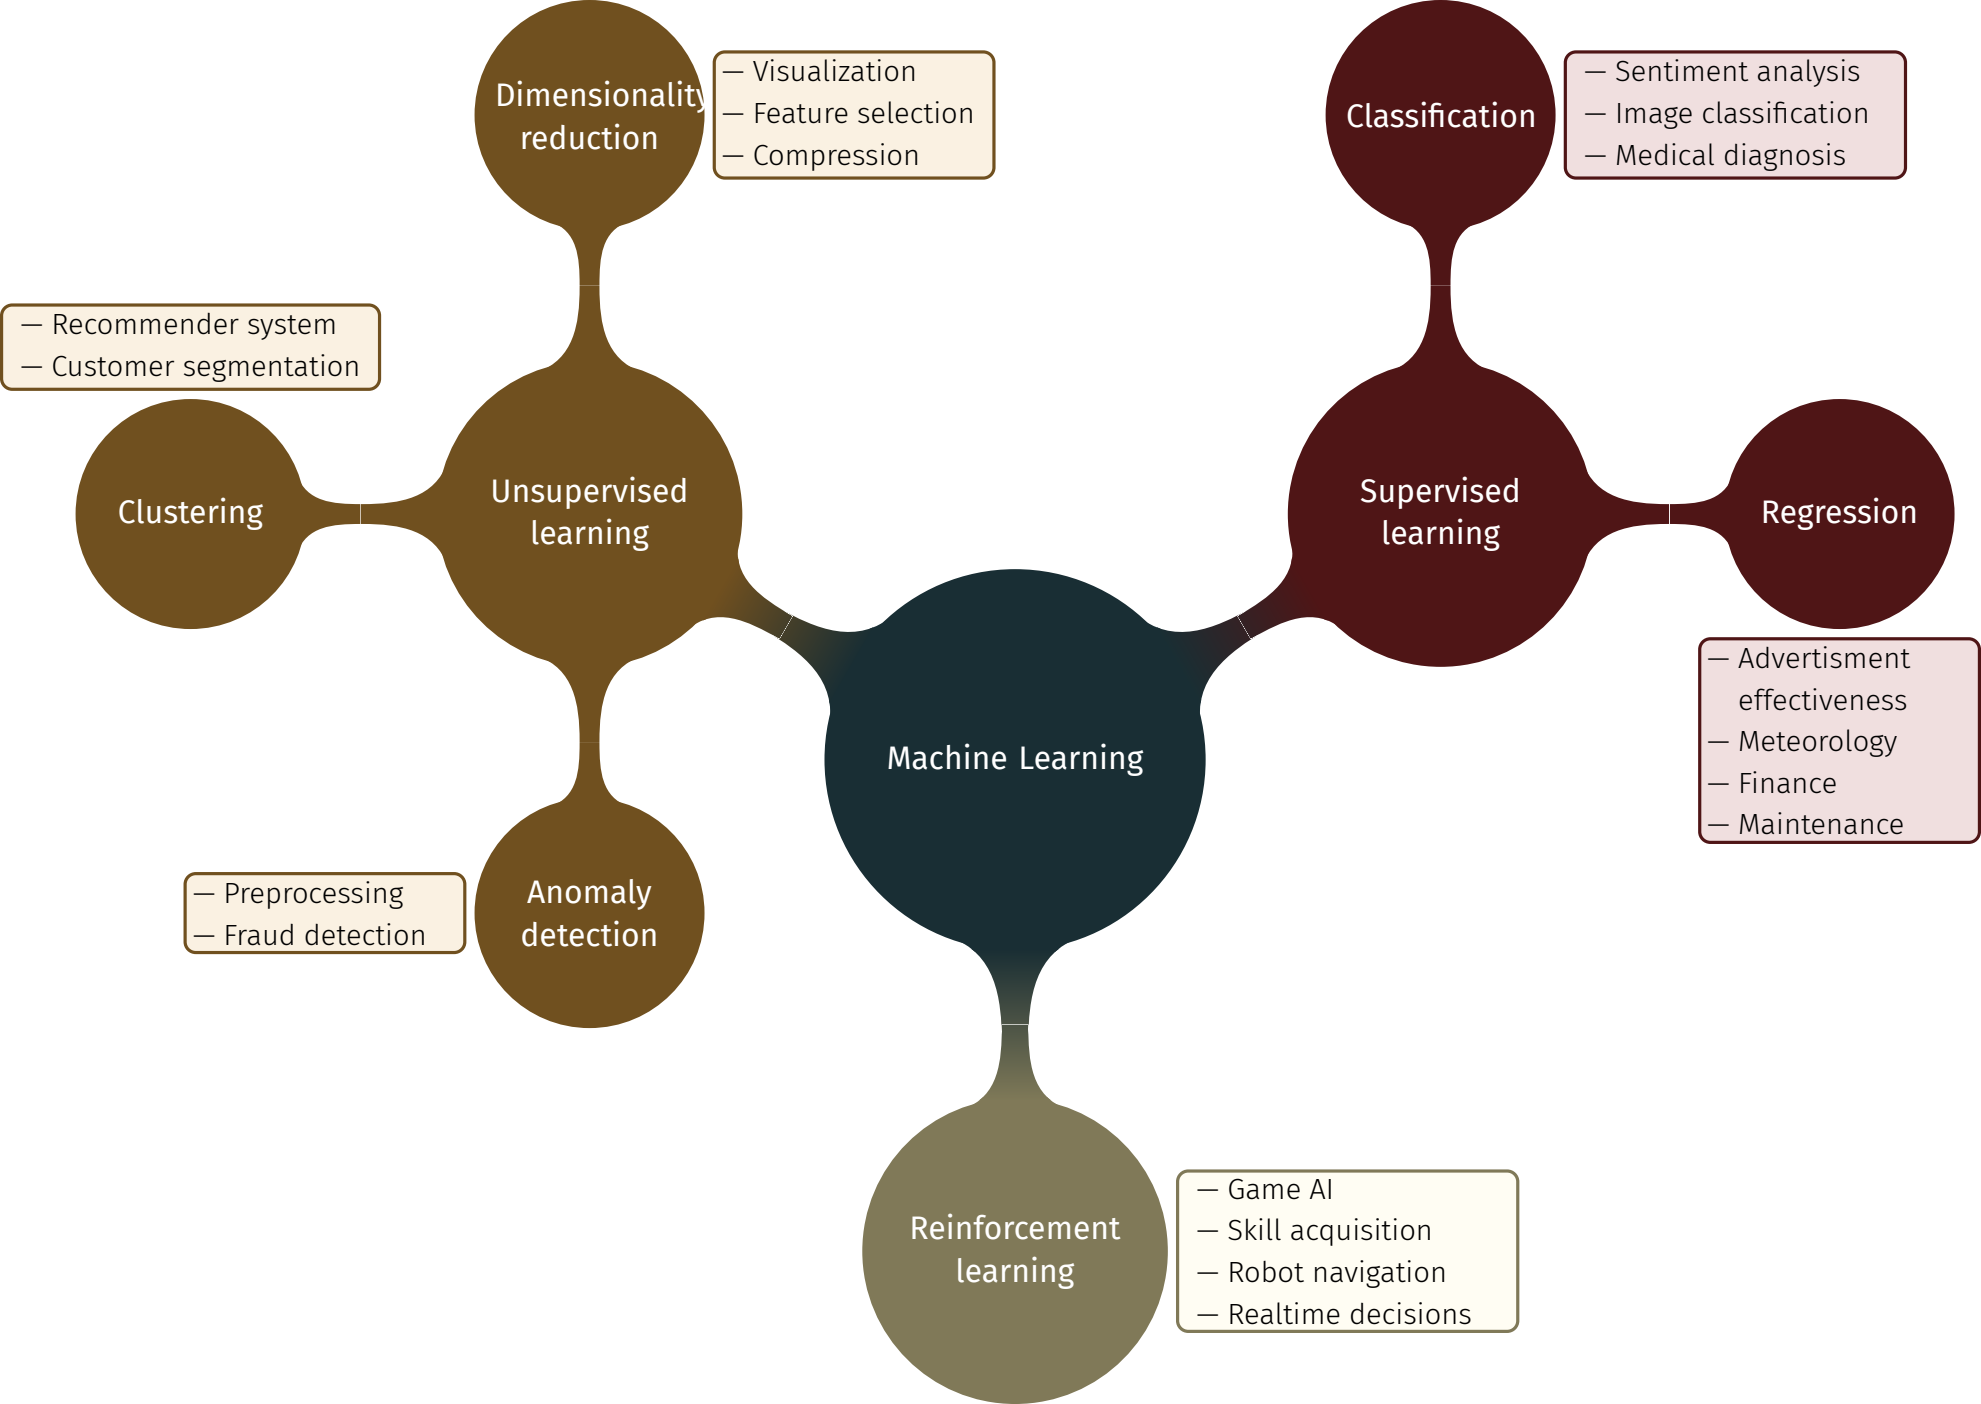 Dimensionality
reduction
— Visualization
— Feature selection
— Compression
Classification
— Sentiment analysis
— Image classification
— Medical diagnosis
— Recommender system
— Customer segmentation
Clustering
Unsupervised
learning
Supervised
learning
Regression
— Advertisment
effectiveness
— Meteorology
— Finance
— Maintenance
Machine Learning
— Preprocessing
— Fraud detection
Anomaly
detection
Reinforcement
learning
— Game AI
— Skill acquisition
— Robot navigation
— Realtime decisions